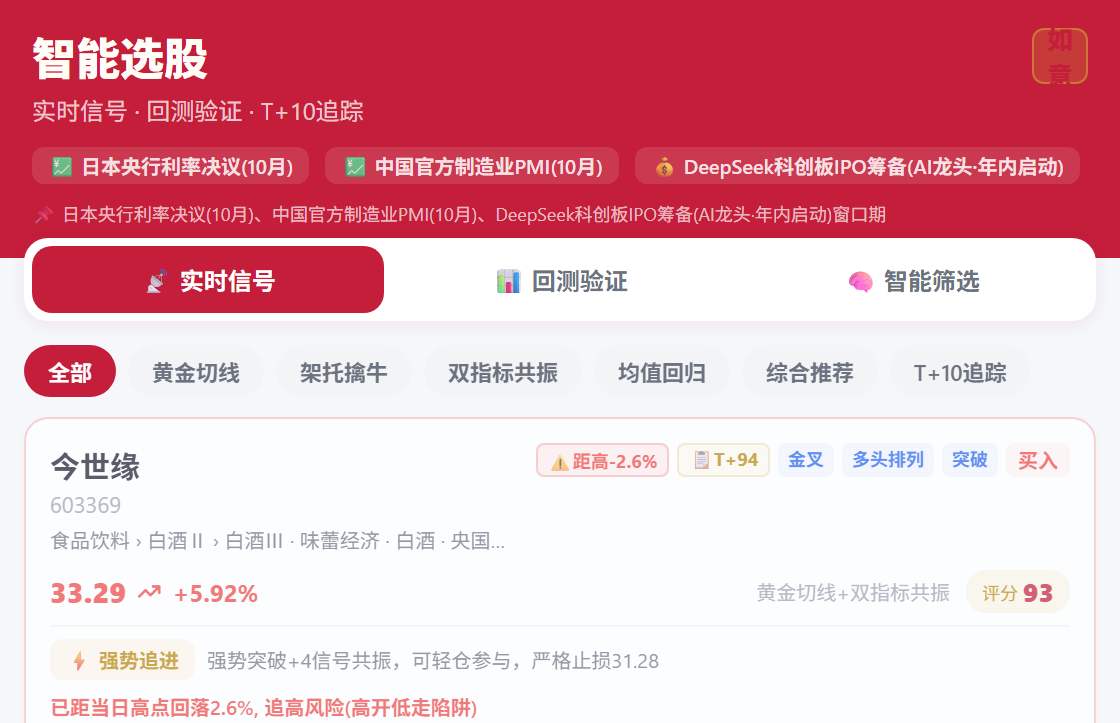 智能选股
如意
实时信号 · 回测验证 · T+10追踪
日本央行利率决议(10月) 中国官方制造业PMI(10月) DeepSeek科创板IPO筹备(AI龙头·年内启动)
日本央行利率决议(10月)、中国官方制造业PMI(10月)、DeepSeek科创板IPO筹备(AI龙头·年内启动)窗口期
实时信号 回测验证 智能筛选
全部 黄金切线 架托擒牛 双指标共振 均值回归 综合推荐 T+10追踪
今世缘 距高-2.6% T+94 金叉 多头排列 突破 买入
603369
食品饮料 › 白酒Ⅱ › 白酒Ⅲ · 味蕾经济 · 白酒 · 央国...
33.29 +5.92% 黄金切线+双指标共振 评分 93
强势追进 强势突破+4信号共振，可轻仓参与，严格止损31.28
已距当日高点回落2.6%, 追高风险(高开低走陷阱)